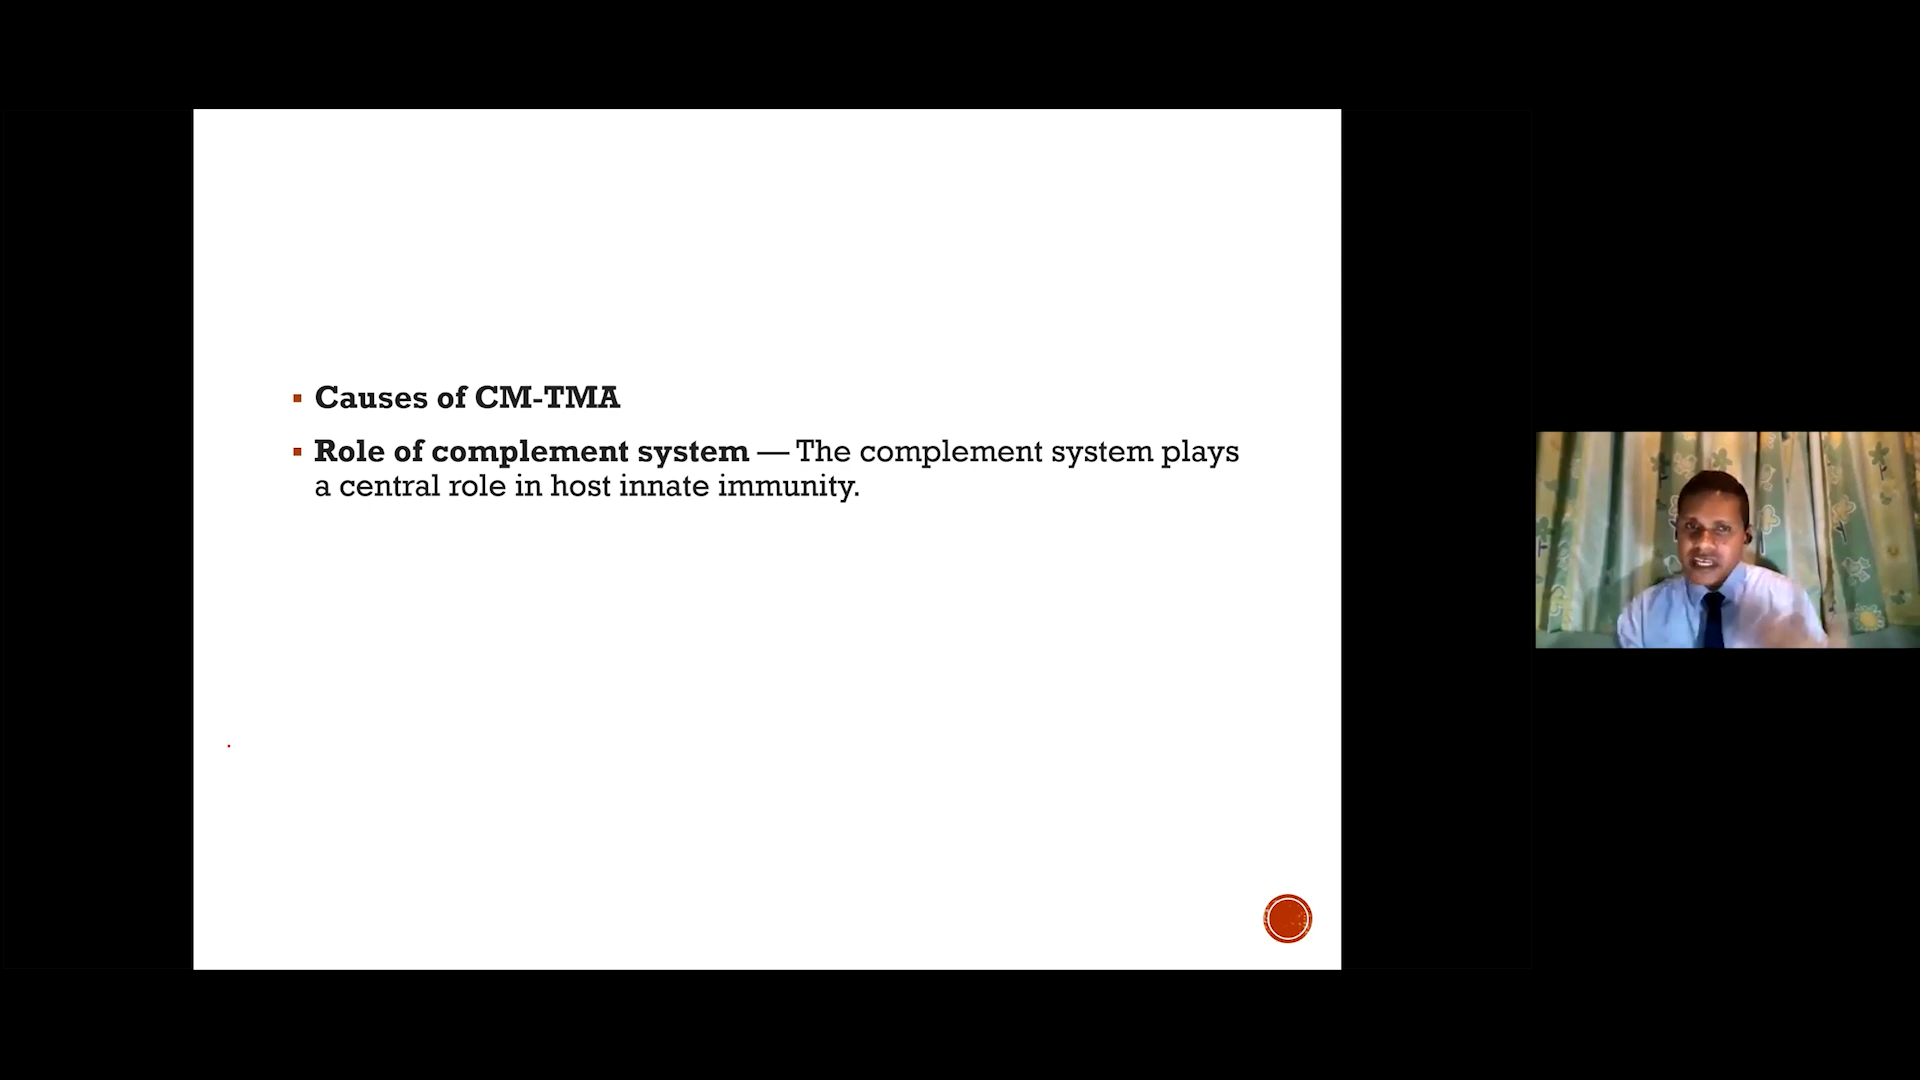 Causes of CM-TMA
Role of complement system — The complement system plays
a central role in host innate immunity.